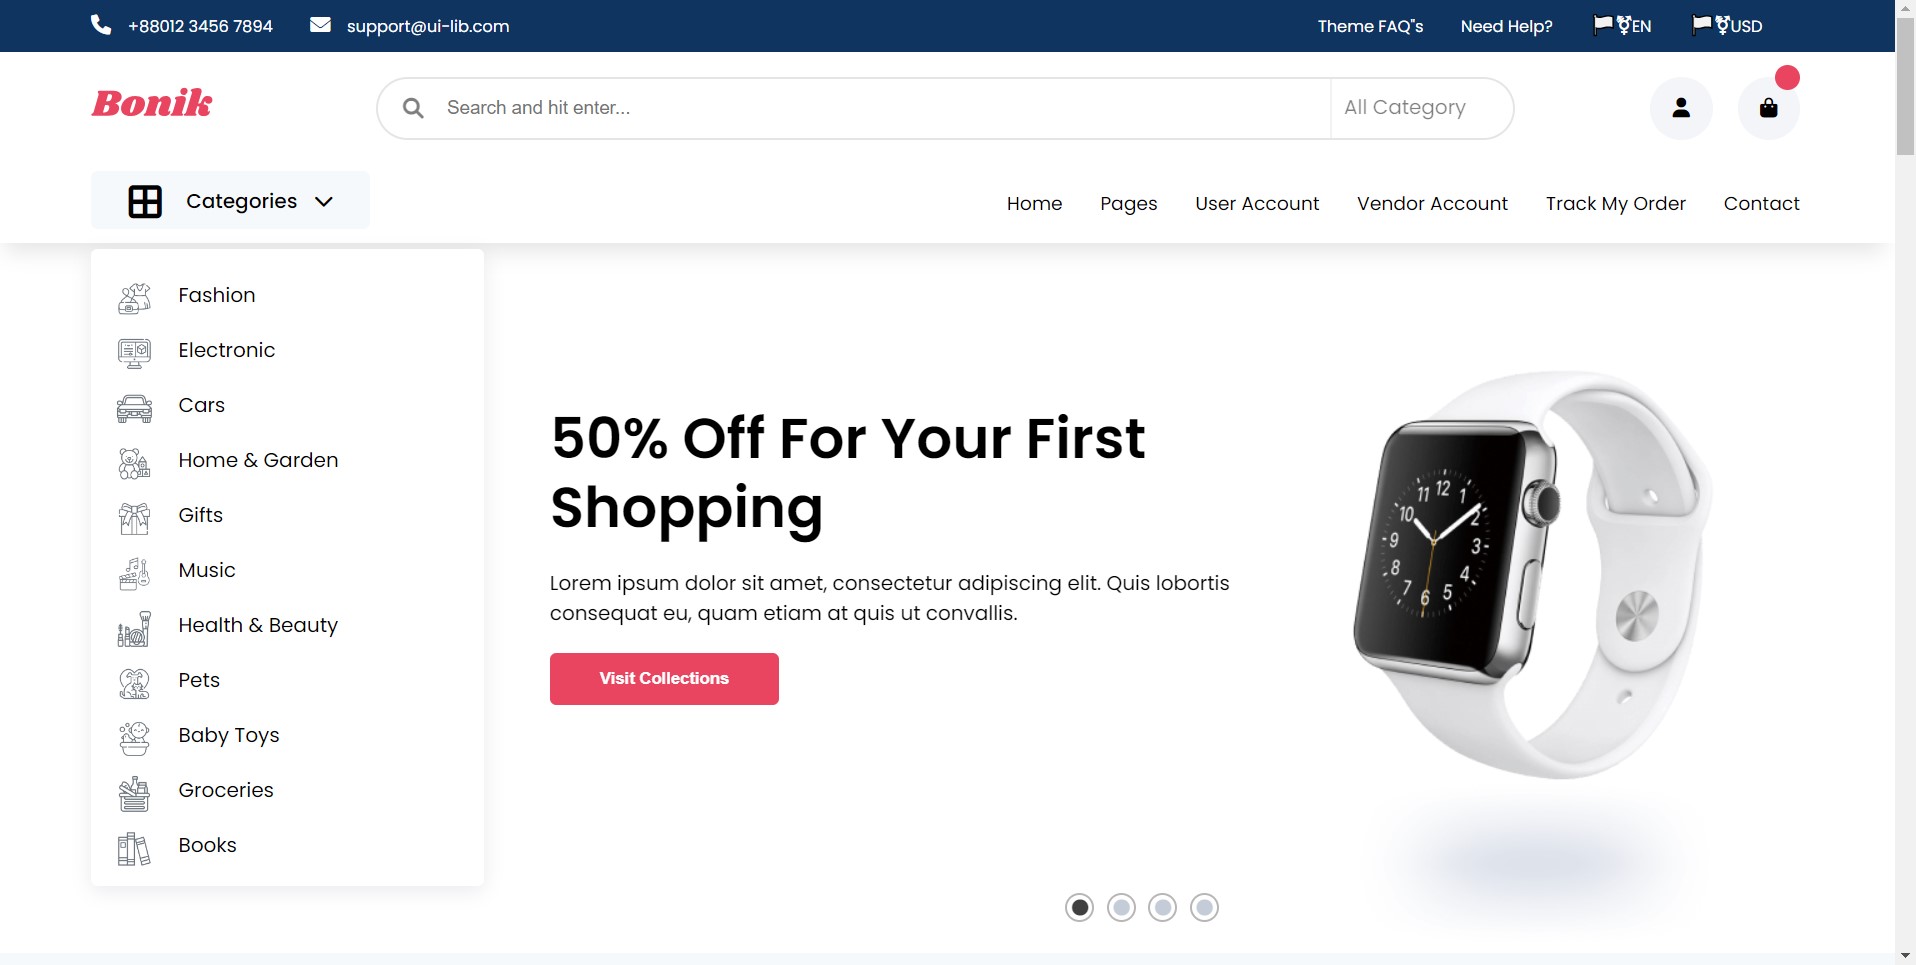 +88012 3456 7894
support@ui-lib.com
Theme FAQ"s
Need Help?
EN
USD
Bonik
Search and hit enter...
All Category
Categories
Home
Pages
User Account
Vendor Account
Track My Order
Contact
Fashion
Electronic
Cars
Home & Garden
Gifts
Music
Health & Beauty
Pets
Baby Toys
Groceries
Books
50% Off For Your First
Shopping
Lorem ipsum dolor sit amet, consectetur adipiscing elit. Quis lobortis
consequat eu, quam etiam at quis ut convallis.
Visit Collections
11 12 1
10 2
9 3
8 4
7 6 5